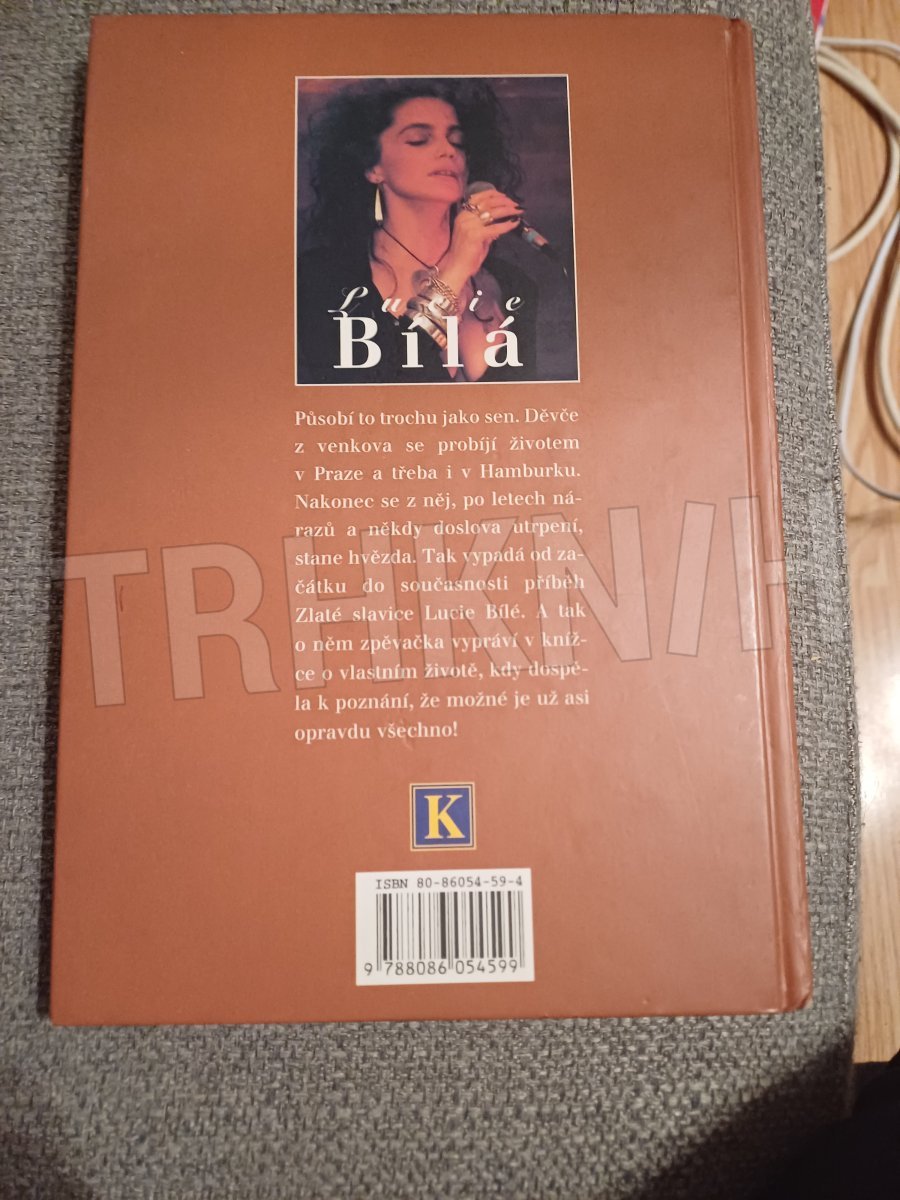 Lucie
Bílá
Působí to trochu jako sen. Děvče
z venkova se probíjí životem
v Praze a třeba i v Hamburku.
Nakonec se z něj, po letech ná-
razů a někdy doslova utrpení,
stane hvězda. Tak vypadá od za-
čátku do současnosti příběh
Zlaté slavice Lucie Bílé. A tak
o něm zpěvačka vypráví v kníž-
ce o vlastním životě, kdy dospě-
la k poznání, že možné je už asi
opravdu všechno!
TRHKNIH
K
ISBN 80-86054-59-4
9 788086 054599